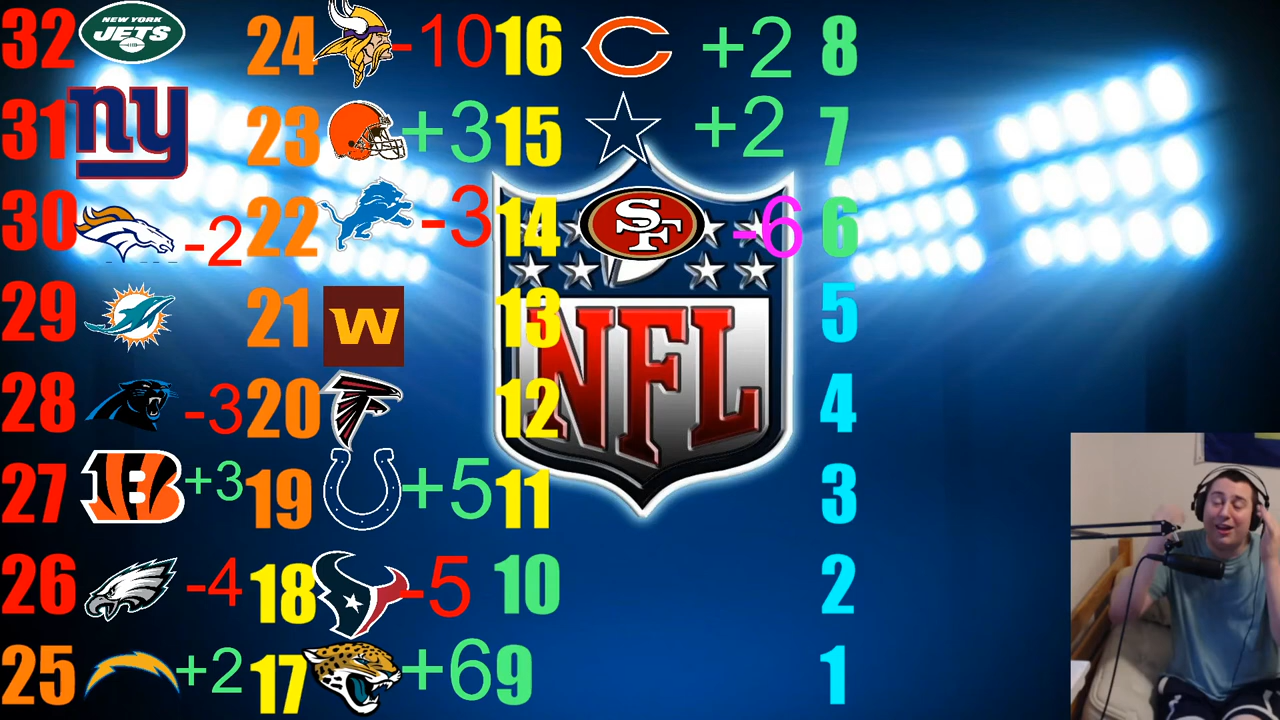 32 NEW YORK JETS 24 -10 16 +2 8
31 ny 23 +3 15 +2 7
30 -2 22 -3 14 SF -6 6
29 21 W 13 5
28 -3 20 12 4
NFL
27 B +3 19 +5 11 3
26 -4 18 -5 10 2
25 +2 17 +6 9 1